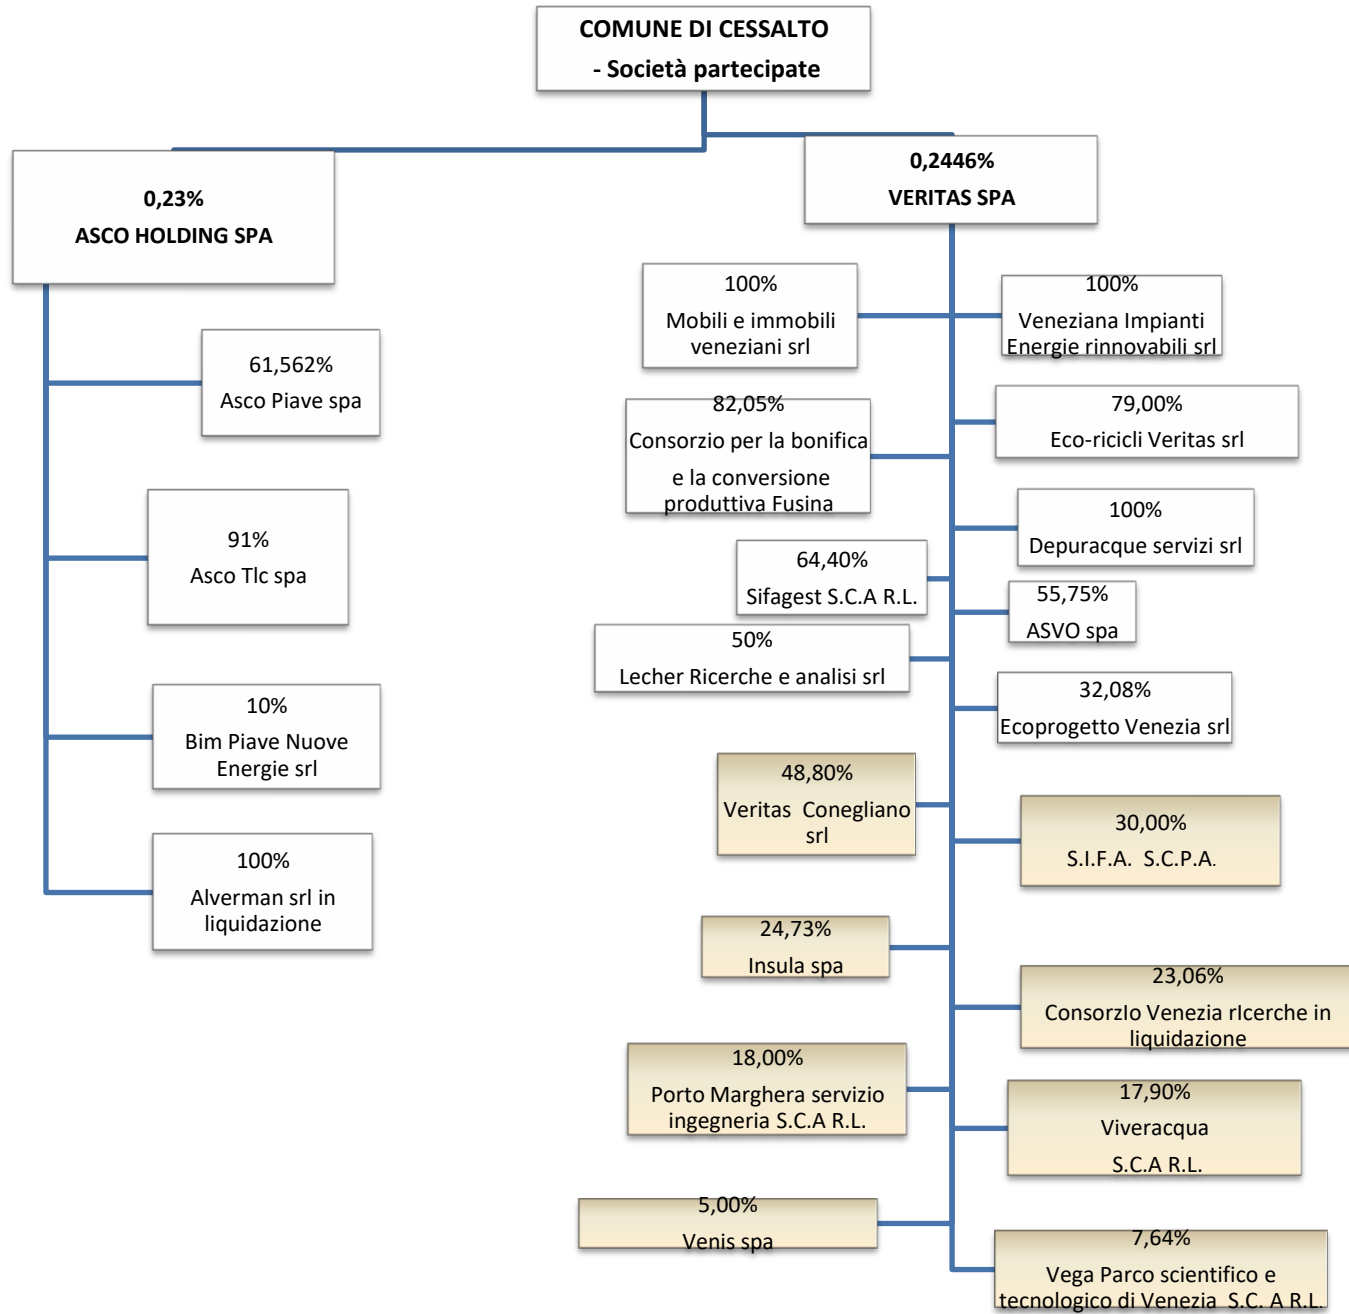 COMUNE DI CESSALTO
- Società partecipate
0,23%
ASCO HOLDING SPA
61,562%
Asco Piave spa
91%
Asco Tlc spa
10%
Bim Piave Nuove
Energie srl
100%
Alverman srl in
liquidazione
0,2446%
VERITAS SPA
100%
Mobili e immobili
veneziani srl
100%
Veneziana Impianti
Energie rinnovabili srl
82,05%
Consorzio per la bonifica
e la conversione
produttiva Fusina
79,00%
Eco-ricicli Veritas srl
100%
Depuracque servizi srl
64,40%
Sifagest S.C.A R.L.
55,75%
ASVO spa
50%
Lecher Ricerche e analisi srl
32,08%
Ecoprogetto Venezia srl
48,80%
Veritas Conegliano
srl
30,00%
S.I.F.A. S.C.P.A.
24,73%
Insula spa
23,06%
ConsorzIo Venezia rIcerche in
liquidazione
18,00%
Porto Marghera servizio
ingegneria S.C.A R.L.
17,90%
Viveracqua
S.C.A R.L.
5,00%
Venis spa
7,64%
Vega Parco scientifico e
tecnologico di Venezia S.C. A R.L.